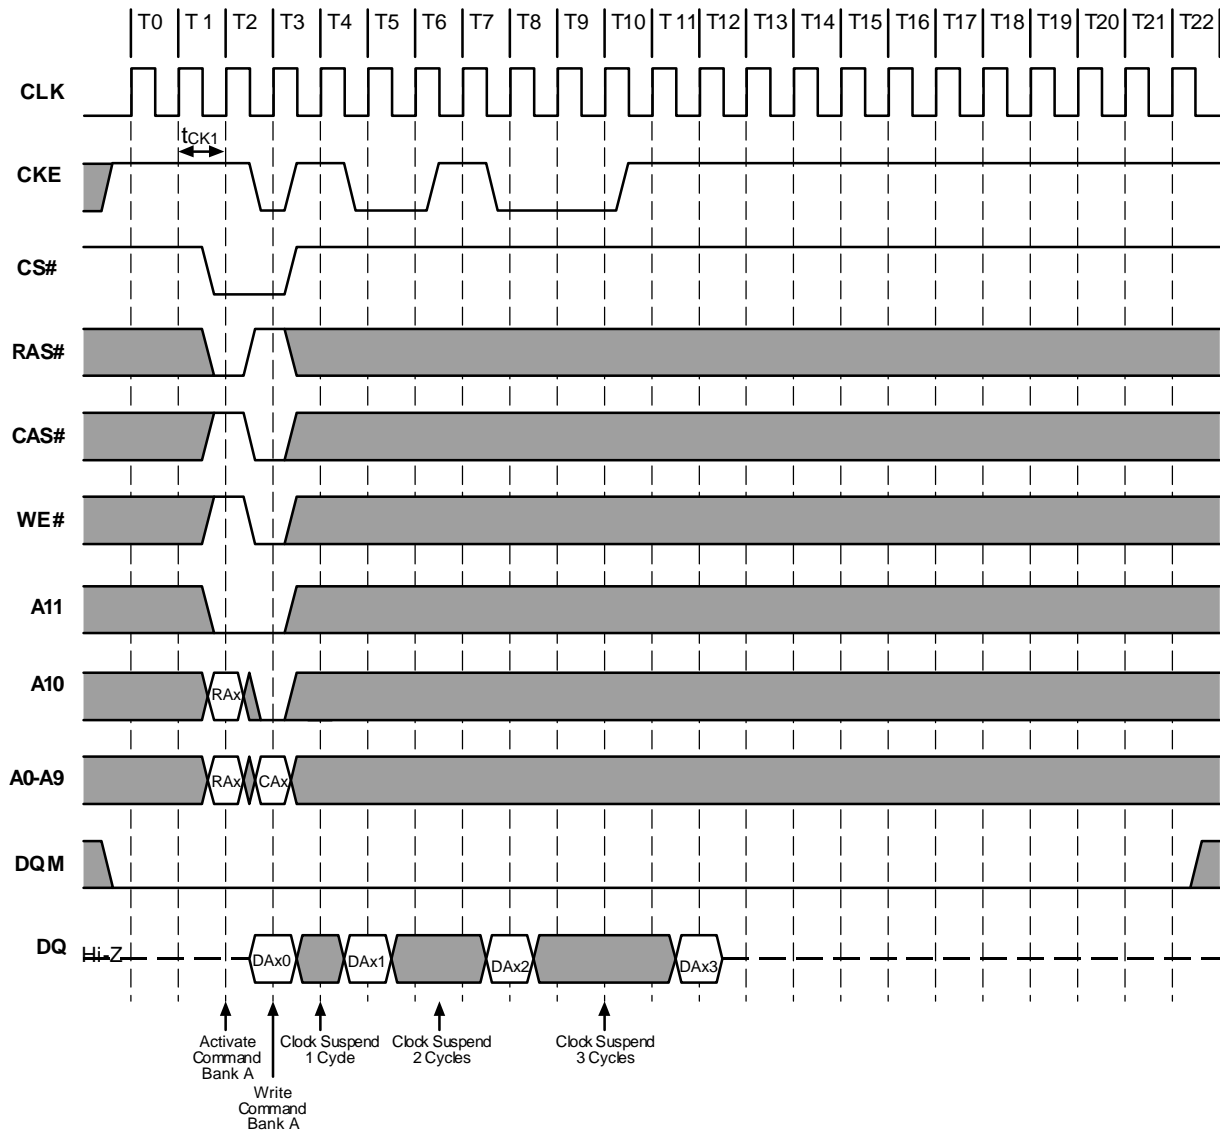 T0 T 1 T2 T3 T4 T5 T6 T7 T8 T9 T10 T 11 T12 T13 T14 T15 T16 T17 T18 T19 T20 T21 T22
CLK
tCK1
CKE
CS#
RAS#
CAS#
WE#
A11
A10
RAx
A0-A9
RAx CAx
DQM
DQ
Hi-Z
DAx0 DAx1 DAx2 DAx3
Activate
Command
Bank A
Write
Command
Bank A
Clock Suspend
1 Cycle
Clock Suspend
2 Cycles
Clock Suspend
3 Cycles